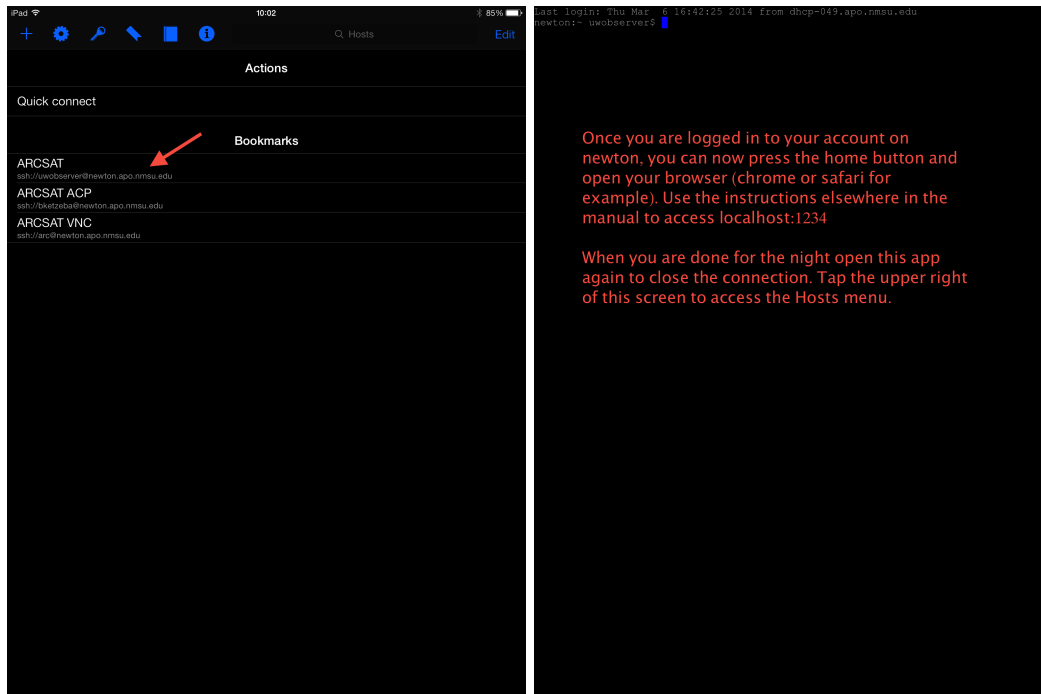 iPad 10:02 85%
Hosts Edit
Actions
Quick connect
Bookmarks
ARCSAT
ssh://uwobserver@newton.apo.nmsu.edu
ARCSAT ACP
ssh://bketzeba@newton.apo.nmsu.edu
ARCSAT VNC
ssh://arc@newton.apo.nmsu.edu
Last login: Thu Mar  6 16:42:25 2014 from dhcp-049.apo.nmsu.edu
newton:~ uwobserver$
Once you are logged in to your account on
newton, you can now press the home button and
open your browser (chrome or safari for
example). Use the instructions elsewhere in the
manual to access localhost:1234
When you are done for the night open this app
again to close the connection. Tap the upper right
of this screen to access the Hosts menu.